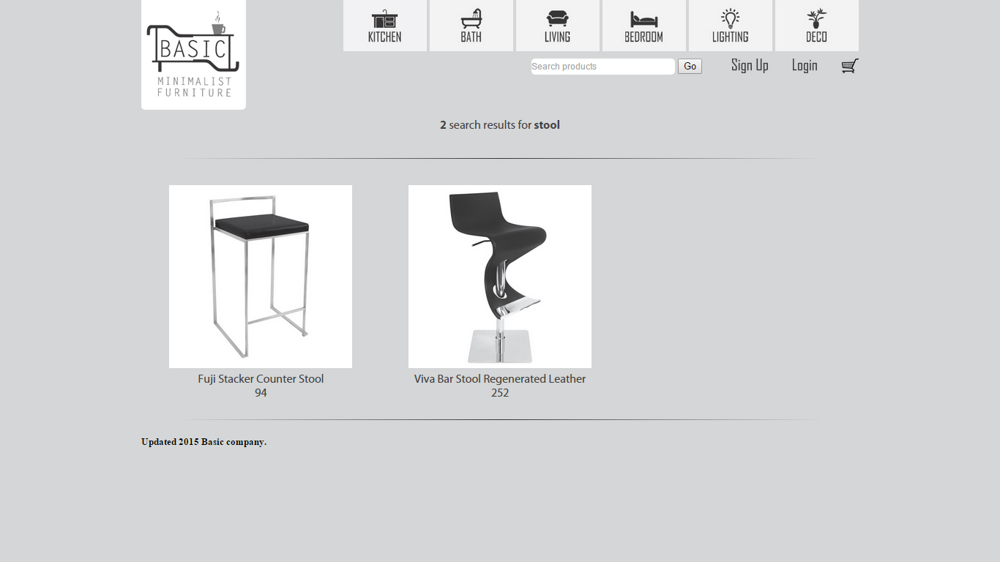 BASIC
MINIMALIST
FURNITURE
KITCHEN
BATH
LIVING
BEDROOM
LIGHTING
DECO
Search products
Go
Sign Up
Login
2 search results for stool
Fuji Stacker Counter Stool
94
Viva Bar Stool Regenerated Leather
252
Updated 2015 Basic company.